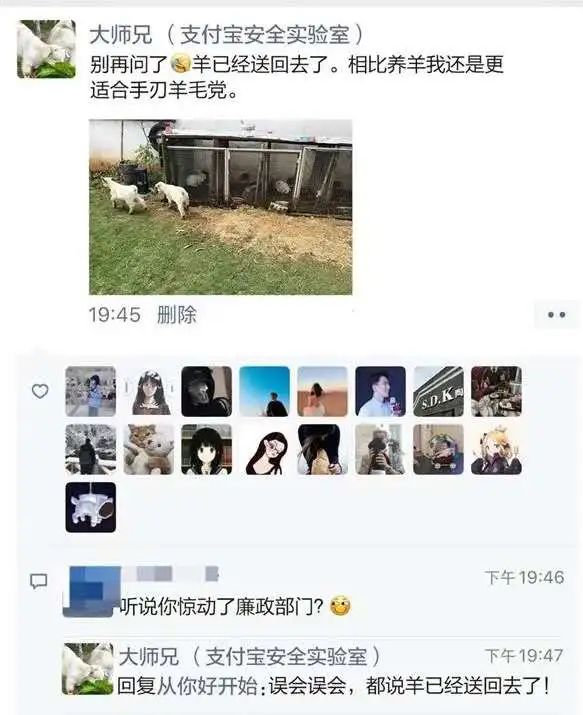 大师兄（支付宝安全实验室）
别再问了羊已经送回去了。相比养羊我还是更
适合手刃羊毛党。
19:45 删除
S.D.K
下午 19:46
听说你惊动了廉政部门?
大师兄（支付宝安全实验室）
下午 19:47
回复从你好开始:误会误会，都说羊已经送回去了!